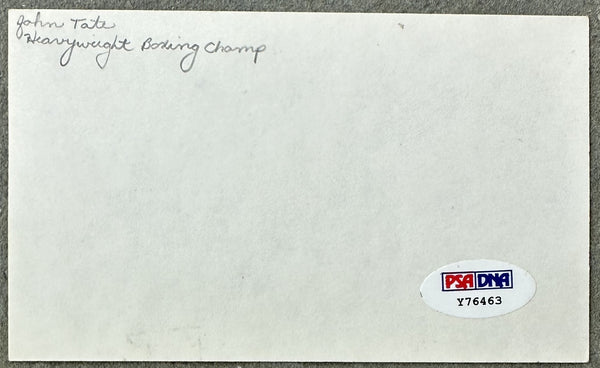 John Tate
Heavyweight Boxing Champ
PSA DNA
Y76463